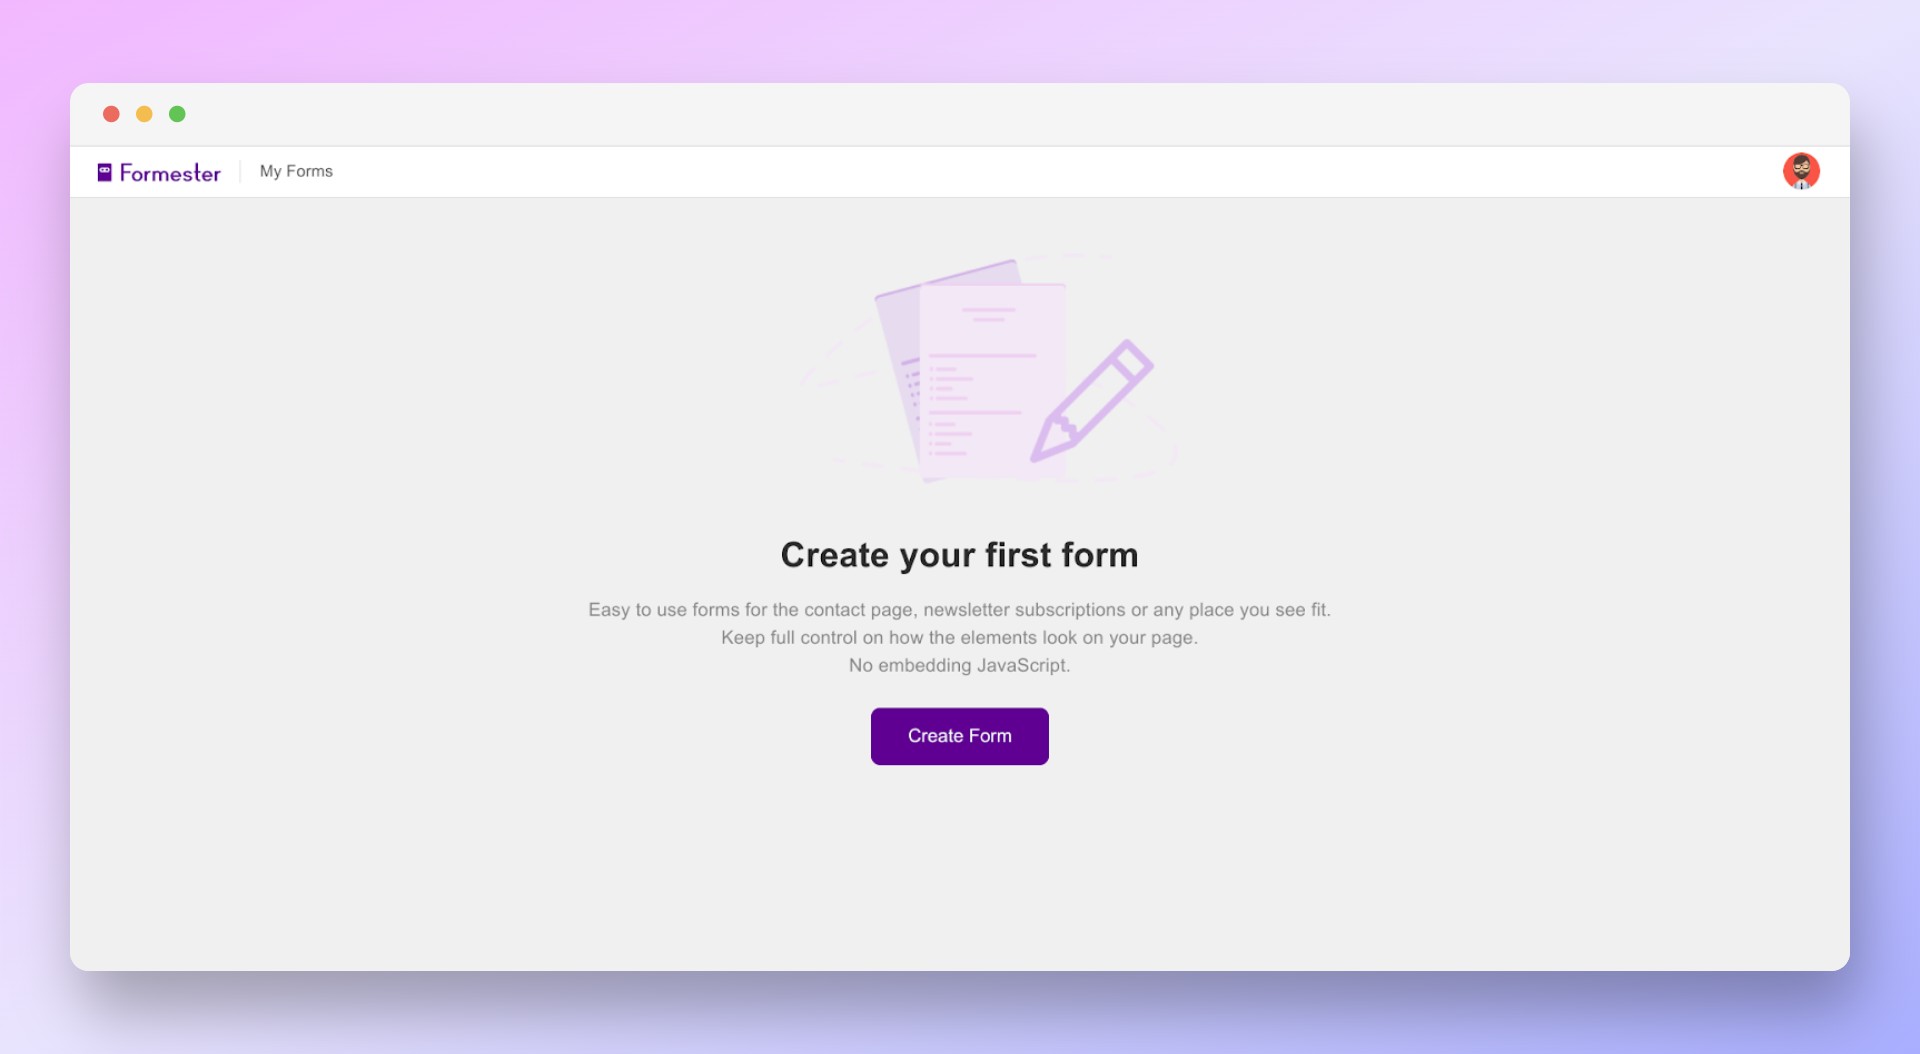 Formester
My Forms
Create your first form
Easy to use forms for the contact page, newsletter subscriptions or any place you see fit.
Keep full control on how the elements look on your page.
No embedding JavaScript.
Create Form